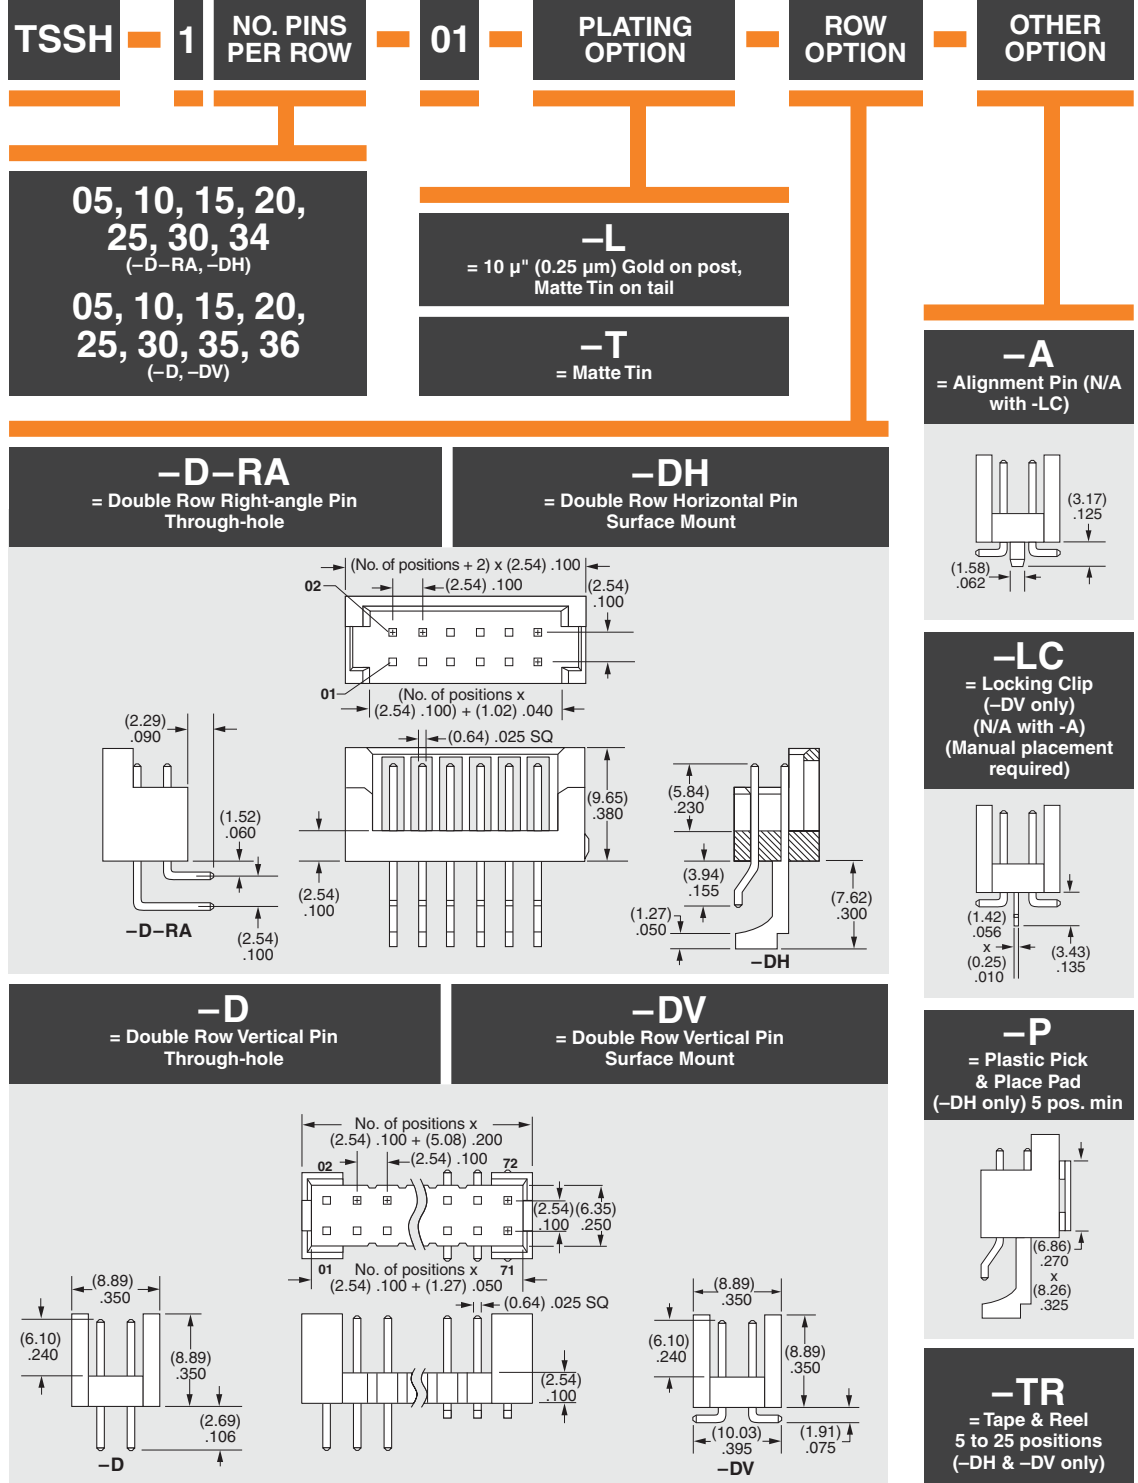 TSSH
1
NO. PINS
PER ROW
01
PLATING
OPTION
ROW
OPTION
OTHER
OPTION
05, 10, 15, 20,
25, 30, 34
(–D–RA, –DH)
05, 10, 15, 20,
25, 30, 35, 36
(–D, –DV)
–L
= 10 µ" (0.25 µm) Gold on post,
Matte Tin on tail
–T
= Matte Tin
–A
= Alignment Pin (N/A
with -LC)
(3.17)
.125
(1.58)
.062
–D–RA
= Double Row Right-angle Pin
Through-hole
–DH
= Double Row Horizontal Pin
Surface Mount
(No. of positions + 2) x (2.54) .100
02
(2.54) .100
(2.54)
.100
01
(No. of positions x
(2.54) .100) + (1.02) .040
(2.29)
.090
(0.64) .025 SQ
(1.52)
.060
(9.65)
.380
(5.84)
.230
(2.54)
.100
(3.94)
.155
(7.62)
.300
(1.27)
.050
–D–RA
(2.54)
.100
–DH
–LC
= Locking Clip
(–DV only)
(N/A with -A)
(Manual placement
required)
(1.42)
.056
x
(0.25)
.010
(3.43)
.135
–D
= Double Row Vertical Pin
Through-hole
–DV
= Double Row Vertical Pin
Surface Mount
No. of positions x
(2.54) .100 + (5.08) .200
02
(2.54) .100
72
(2.54)
.100
(6.35)
.250
01
No. of positions x
(2.54) .100 + (1.27) .050
71
(8.89)
.350
(6.10)
.240
(8.89)
.350
(2.69)
.106
–D
(0.64) .025 SQ
(2.54)
.100
(8.89)
.350
(6.10)
.240
(8.89)
.350
(10.03)
.395
(1.91)
.075
–DV
–P
= Plastic Pick
& Place Pad
(–DH only) 5 pos. min
(6.86)
.270
x
(8.26)
.325
–TR
= Tape & Reel
5 to 25 positions
(–DH & –DV only)